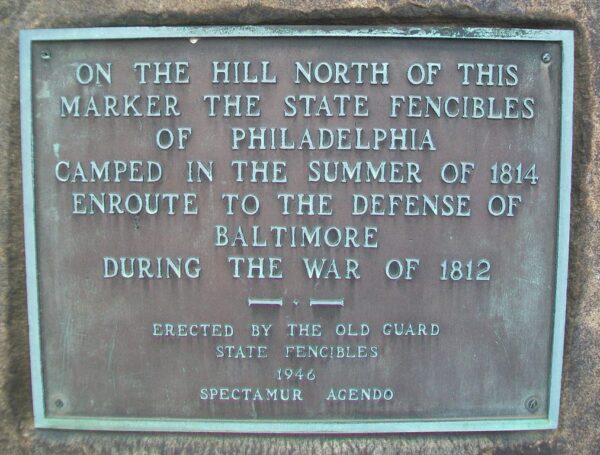 ON THE HILL NORTH OF THIS
MARKER THE STATE FENCIBLES
OF PHILADELPHIA
CAMPED IN THE SUMMER OF 1814
ENROUTE TO THE DEFENSE OF
BALTIMORE
DURING THE WAR OF 1812
ERECTED BY THE OLD GUARD
STATE FENCIBLES
1946
SPECTAMUR AGENDO